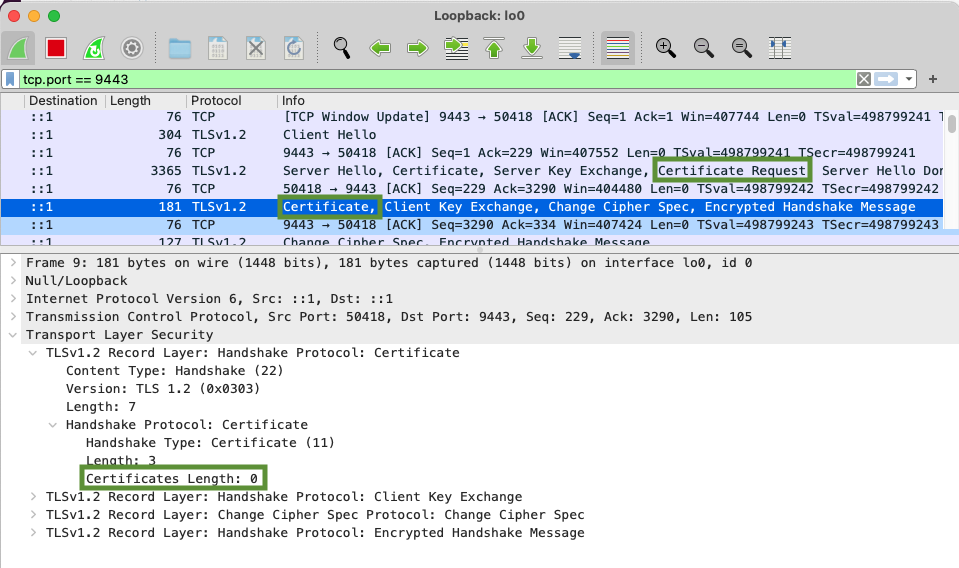 Loopback: lo0
tcp.port == 9443
Destination Length Protocol Info
::1 76 TCP [TCP Window Update] 9443 → 50418 [ACK] Seq=1 Ack=1 Win=407744 Len=0 TSval=498799241
::1 304 TLSv1.2 Client Hello
::1 76 TCP 9443 → 50418 [ACK] Seq=1 Ack=229 Win=407552 Len=0 TSval=498799241 TSecr=498799241
::1 3365 TLSv1.2 Server Hello, Certificate, Server Key Exchange, Certificate Request, Server Hello Don
::1 76 TCP 50418 → 9443 [ACK] Seq=229 Ack=3290 Win=404480 Len=0 TSval=498799242 TSecr=498799242
::1 181 TLSv1.2 Certificate, Client Key Exchange, Change Cipher Spec, Encrypted Handshake Message
::1 76 TCP 9443 → 50418 [ACK] Seq=3290 Ack=334 Win=407424 Len=0 TSval=498799243 TSecr=498799243
::1 127 TLSv1.2 Change Cipher Spec, Encrypted Handshake Message
Frame 9: 181 bytes on wire (1448 bits), 181 bytes captured (1448 bits) on interface lo0, id 0
Null/Loopback
Internet Protocol Version 6, Src: ::1, Dst: ::1
Transmission Control Protocol, Src Port: 50418, Dst Port: 9443, Seq: 229, Ack: 3290, Len: 105
Transport Layer Security
TLSv1.2 Record Layer: Handshake Protocol: Certificate
Content Type: Handshake (22)
Version: TLS 1.2 (0x0303)
Length: 7
Handshake Protocol: Certificate
Handshake Type: Certificate (11)
Length: 3
Certificates Length: 0
TLSv1.2 Record Layer: Handshake Protocol: Client Key Exchange
TLSv1.2 Record Layer: Change Cipher Spec Protocol: Change Cipher Spec
TLSv1.2 Record Layer: Handshake Protocol: Encrypted Handshake Message